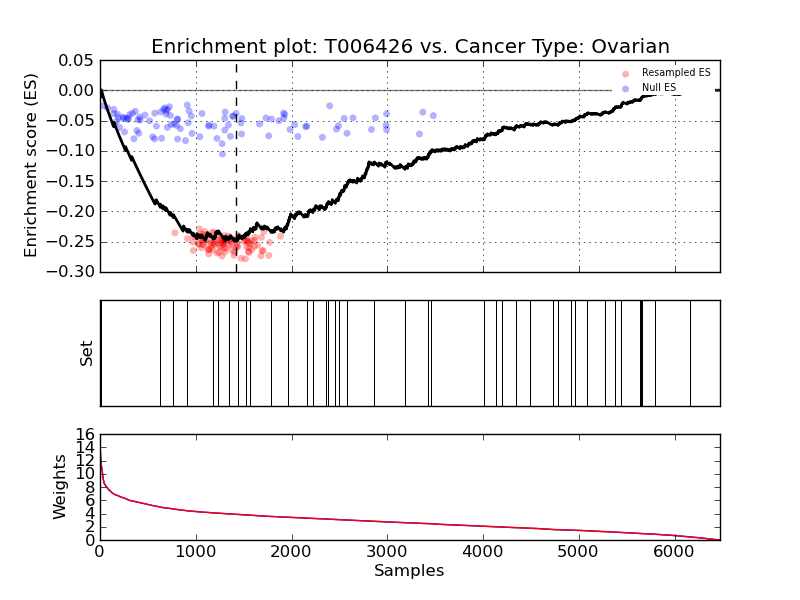 Enrichment plot: T006426 vs. Cancer Type: Ovarian
Enrichment score (ES)
0.05
0.00
−0.05
−0.10
−0.15
−0.20
−0.25
−0.30
Resampled ES
Null ES
Set
Weights
16
14
12
10
8
6
4
2
0
0 1000 2000 3000 4000 5000 6000
Samples